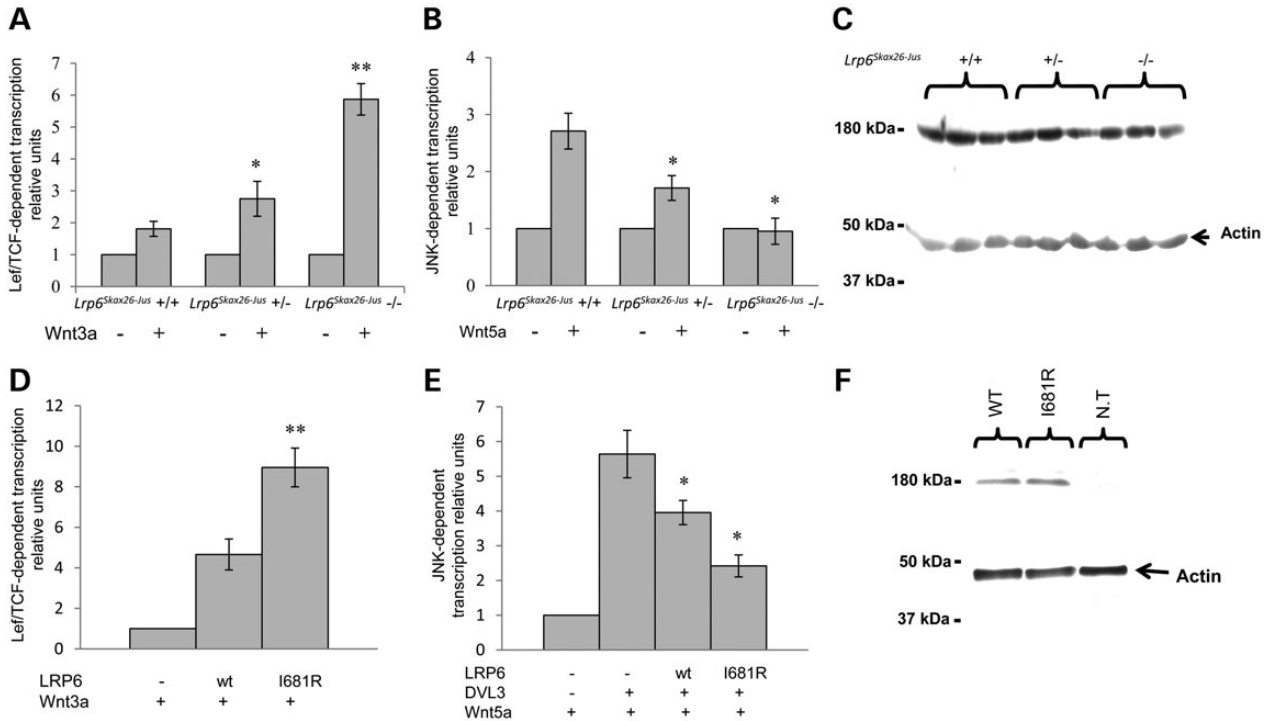 A
Lef/TCF-dependent transcription
relative units
7
6
5
4
3
2
1
0
*
**
Lrp6Skax26-Jus +/+
Lrp6Skax26-Jus +/-
Lrp6Skax26-Jus -/-
Wnt3a - + - + - +
B
JNK-dependent transcription
relative units
4
3
2
1
0
*
*
Lrp6Skax26-Jus +/+
Lrp6Skax26-Jus +/-
Lrp6Skax26-Jus -/-
Wnt5a - + - + - +
C
Lrp6Skax26-Jus +/+ +/- -/-
180 kDa-
50 kDa-
Actin
37 kDa-
D
Lef/TCF-dependent transcription
relative units
12
10
8
6
4
2
0
**
LRP6 - wt I681R
Wnt3a + + +
E
JNK-dependent
transcription relative units
7
6
5
4
3
2
1
0
*
*
LRP6 - - wt I681R
DVL3 - + + +
Wnt5a + + + +
F
WT I681R N.T
180 kDa-
50 kDa-
Actin
37 kDa-